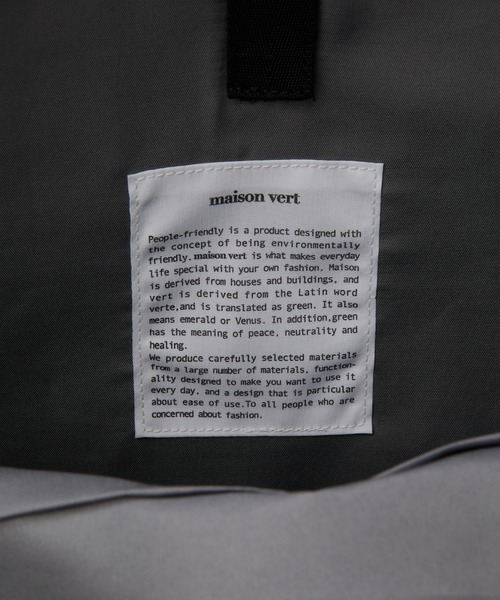 maison vert
People-friendly is a product designed with
the concept of being environmentally
friendly. maison vert is what makes everyday
life special with your own fashion. Maison
is derived from houses and buildings, and
vert is derived from the Latin word
verte,and is translated as green. It also
means emerald or Venus. In addition,green
has the meaning of peace, neutrality and
healing.
We produce carefully selected materials
from a large number of materials, function-
ality designed to make you want to use it
every day, and a design that is particular
about ease of use.To all people who are
concerned about fashion.